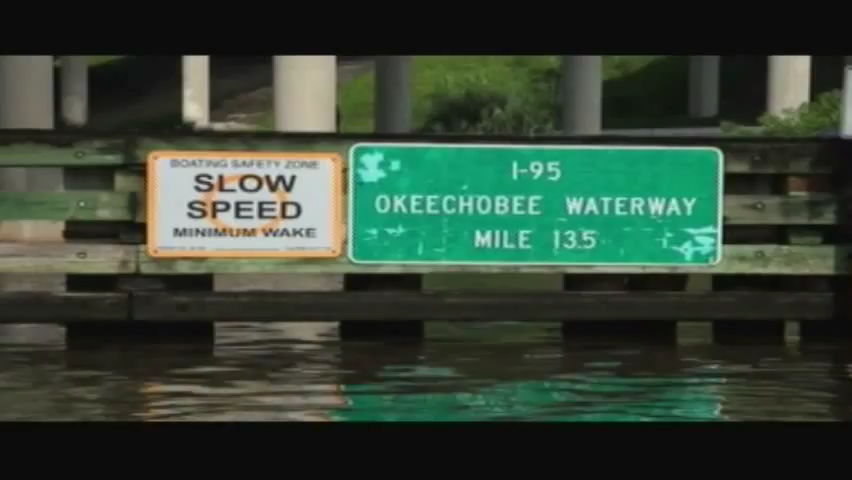 BOATING SAFETY ZONE
SLOW
SPEED
MINIMUM WAKE
I-95
OKEECHOBEE WATERWAY
MILE 13.5